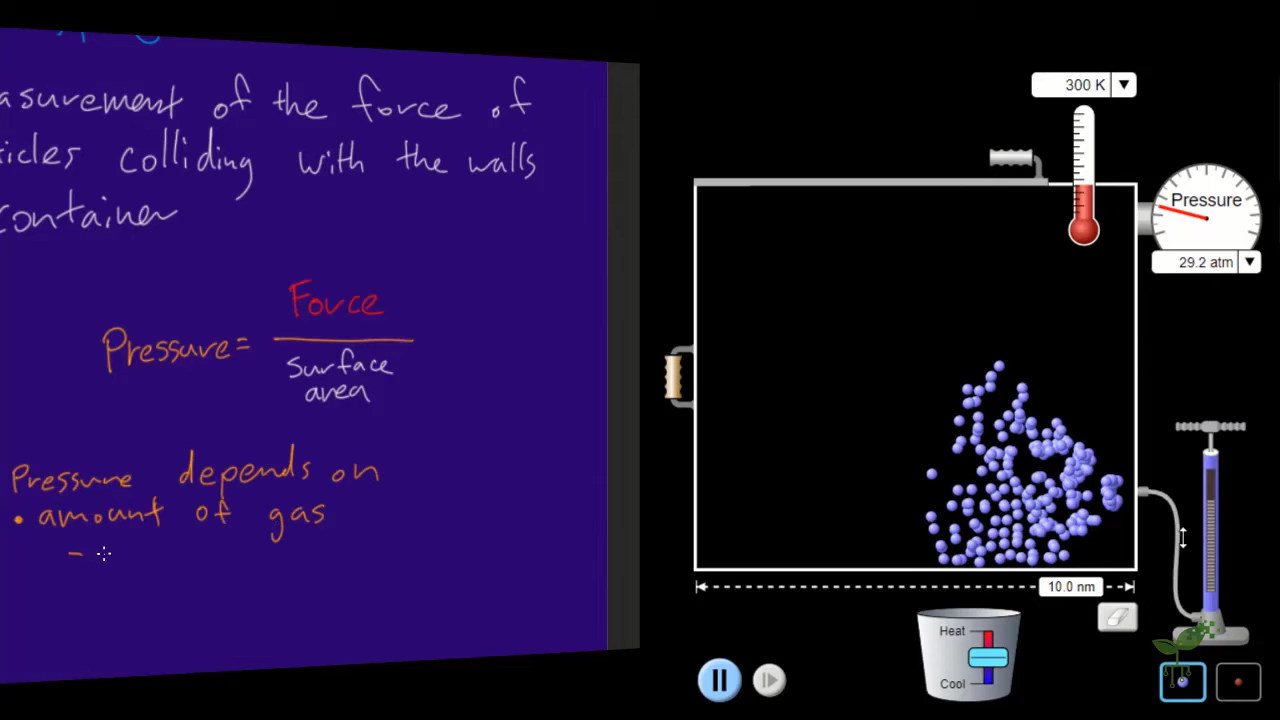 asurement of the force of
ticles colliding with the walls
container
Pressure = Force
surface
area
Pressure depends on
• amount of gas
-
300 K
Pressure
29.2 atm
10.0 nm
Heat
Cool